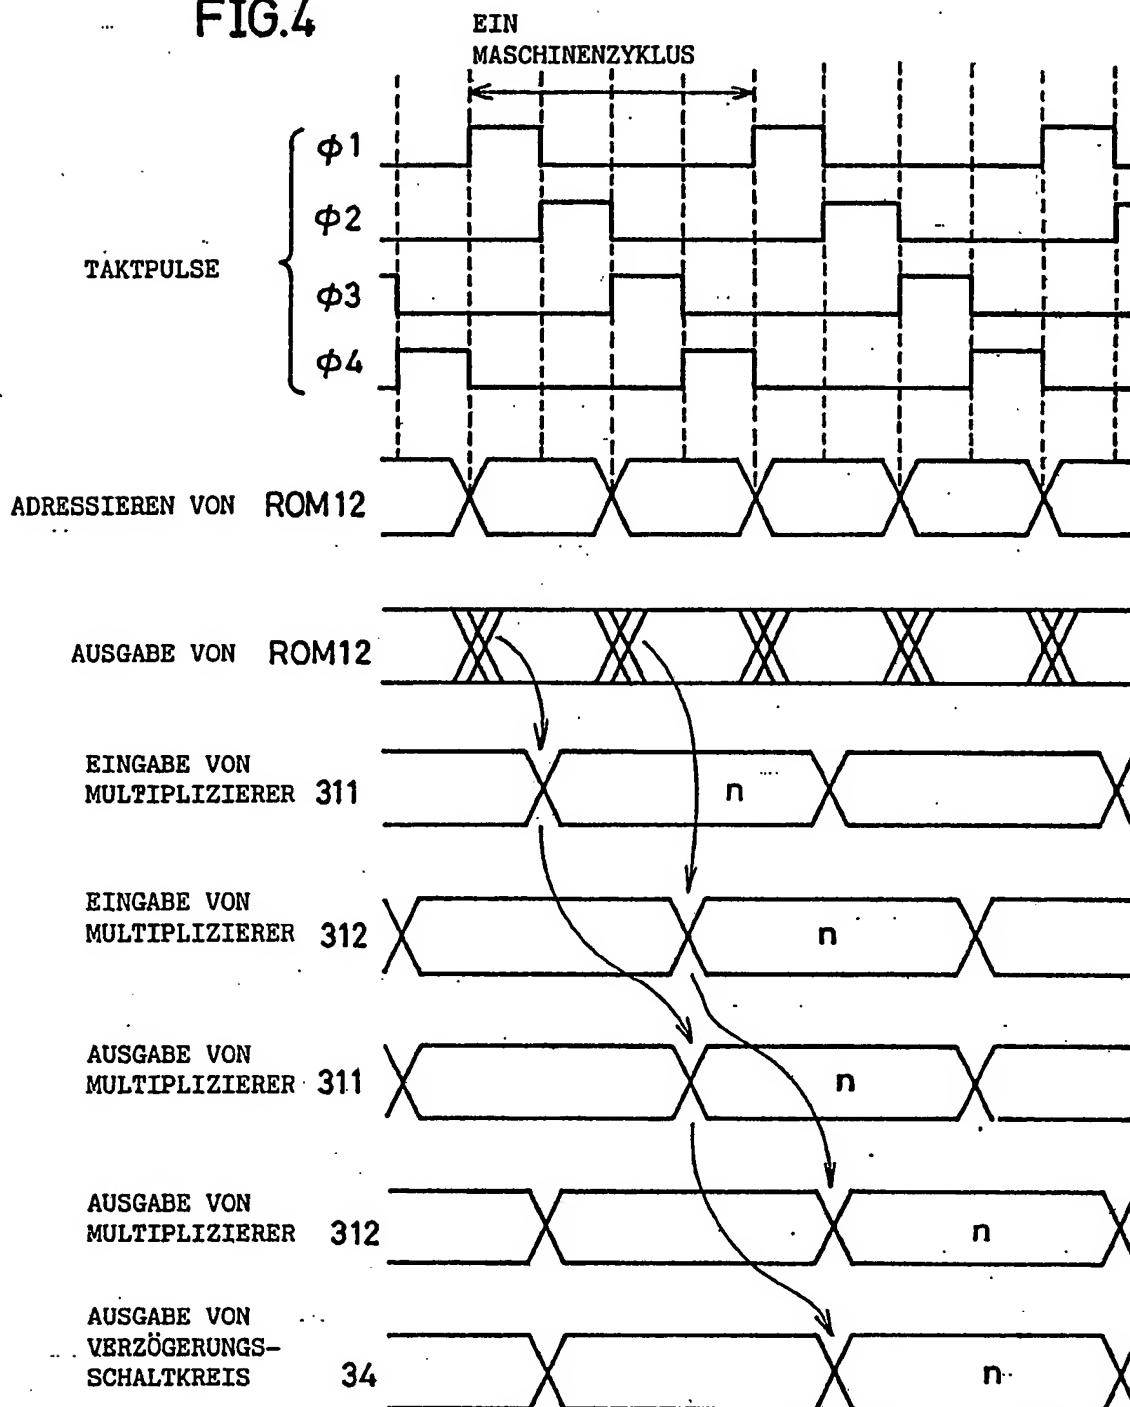 FIG.4
EIN
MASCHINENZYKLUS
ϕ1
ϕ2
TAKTPULSE
ϕ3
ϕ4
ADRESSIEREN VON ROM12
AUSGABE VON ROM12
EINGABE VON
MULTIPLIZIERER 311
n
EINGABE VON
MULTIPLIZIERER 312
n
AUSGABE VON
MULTIPLIZIERER 311
n
AUSGABE VON
MULTIPLIZIERER 312
n
AUSGABE VON
VERZÖGERUNGS-
SCHALTKREIS 34
n